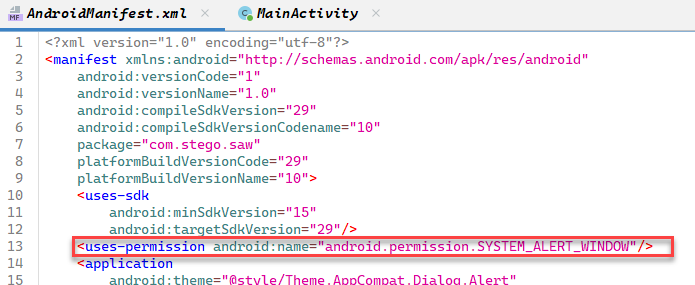 MF AndroidManifest.xml × C MainActivity ×
1 <?xml version="1.0" encoding="utf-8"?>
2 <manifest xmlns:android="http://schemas.android.com/apk/res/android"
3 android:versionCode="1"
4 android:versionName="1.0"
5 android:compileSdkVersion="29"
6 android:compileSdkVersionCodename="10"
7 package="com.stego.saw"
8 platformBuildVersionCode="29"
9 platformBuildVersionName="10">
10 <uses-sdk
11 android:minSdkVersion="15"
12 android:targetSdkVersion="29"/>
13 <uses-permission android:name="android.permission.SYSTEM_ALERT_WINDOW"/>
14 <application
15 android:theme="@style/Theme.AppCompat.Dialog.Alert"